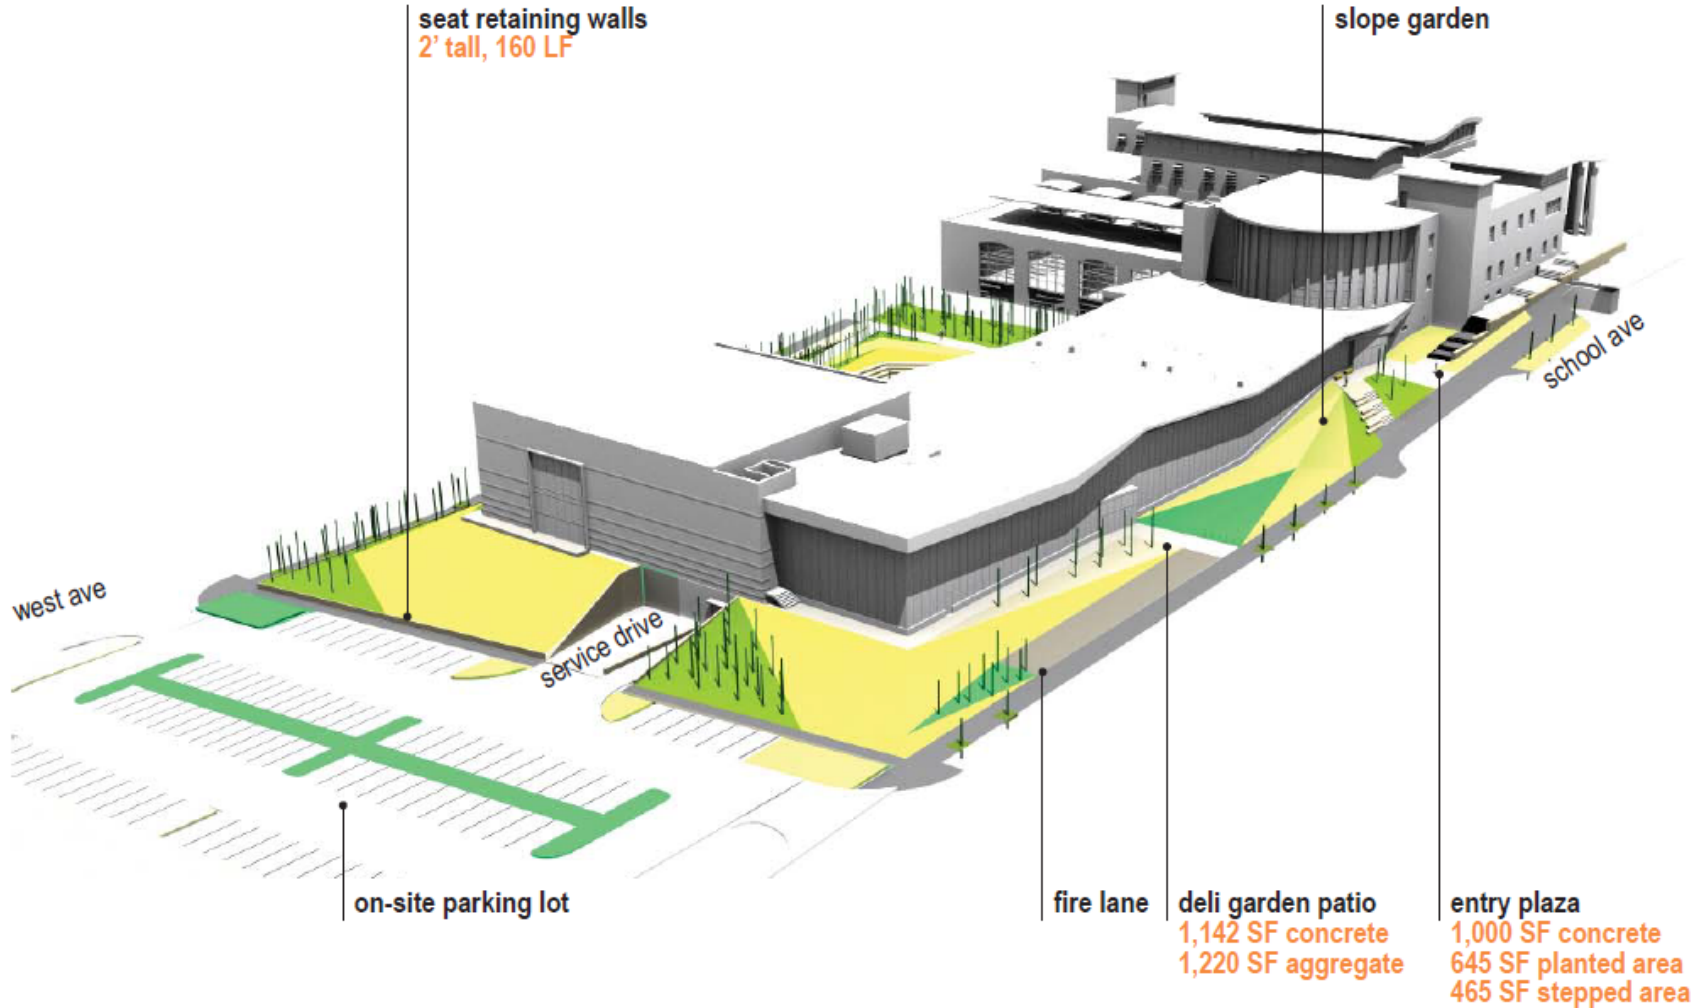 seat retaining walls
2’ tall, 160 LF
slope garden
school ave
west ave
service drive
on-site parking lot
fire lane
deli garden patio
1,142 SF concrete
1,220 SF aggregate
entry plaza
1,000 SF concrete
645 SF planted area
465 SF stepped area